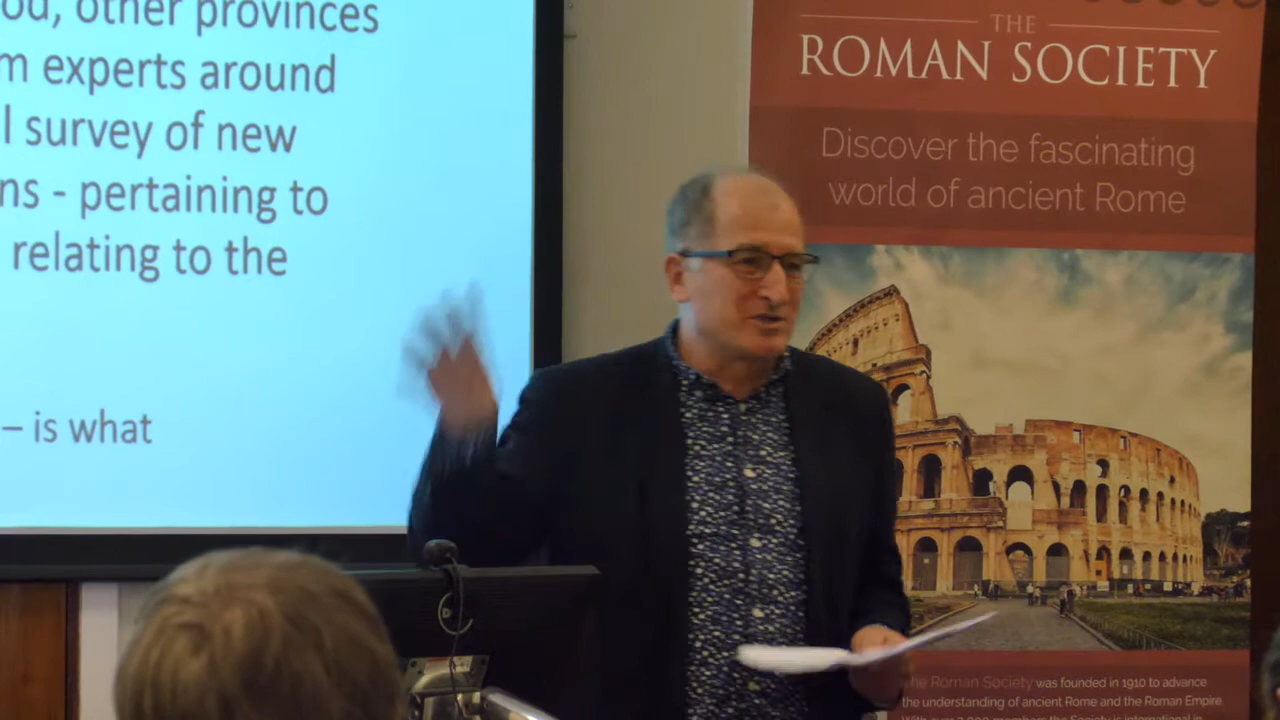 od, other provinces
m experts around
l survey of new
ns - pertaining to
relating to the
– is what
THE
ROMAN SOCIETY
Discover the fascinating
world of ancient Rome
The Roman Society was founded in 1910 to advance
the understanding of ancient Rome and the Roman Empire.